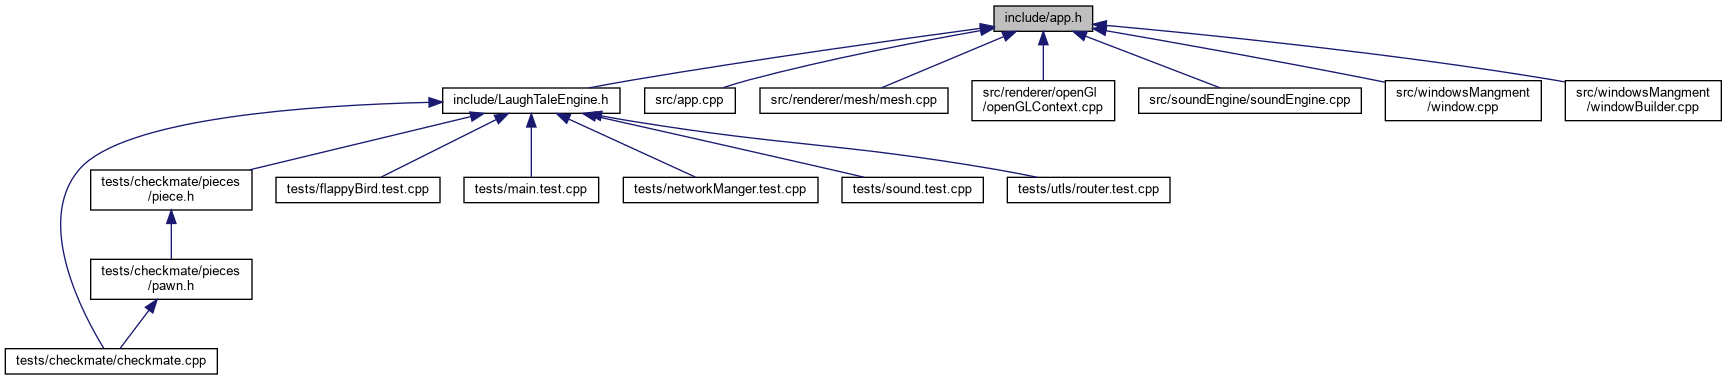 include/app.h
include/LaughTaleEngine.h
src/app.cpp
src/renderer/mesh/mesh.cpp
src/renderer/openGl
/openGLContext.cpp
src/soundEngine/soundEngine.cpp
src/windowsMangment
/window.cpp
src/windowsMangment
/windowBuilder.cpp
tests/checkmate/pieces
/piece.h
tests/flappyBird.test.cpp
tests/main.test.cpp
tests/networkManger.test.cpp
tests/sound.test.cpp
tests/utls/router.test.cpp
tests/checkmate/pieces
/pawn.h
tests/checkmate/checkmate.cpp